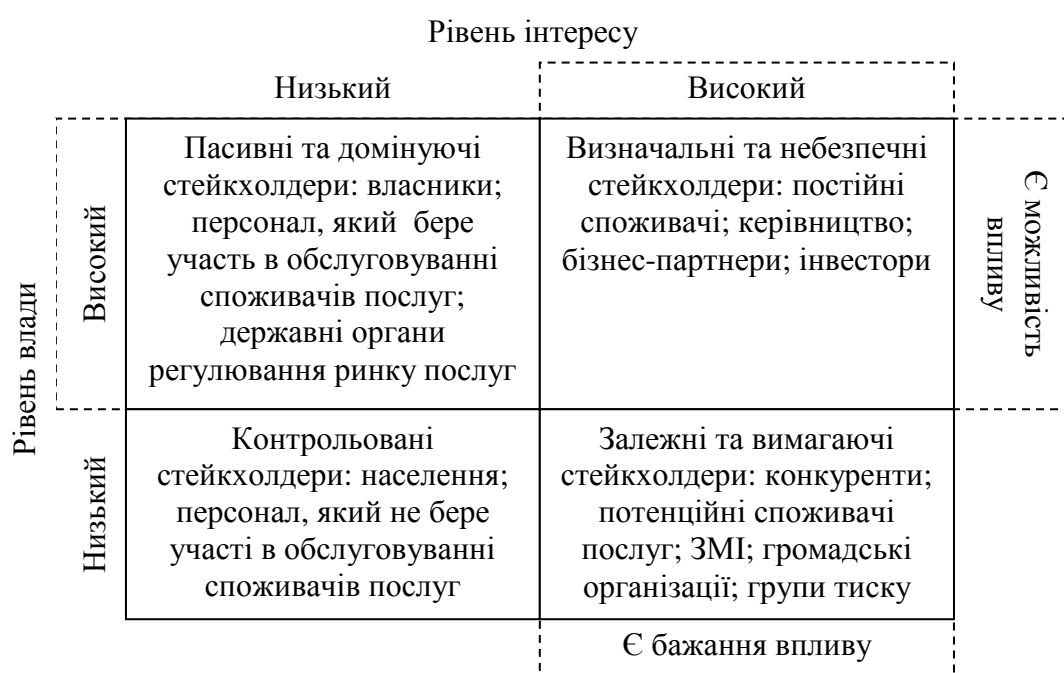 Рівень інтересу
Низький
Високий
Рівень влади
Високий
Пасивні та домінуючі
стейкхолдери: власники;
персонал, який бере
участь в обслуговуванні
споживачів послуг;
державні органи
регулювання ринку послуг
Визначальні та небезпечні
стейкхолдери: постійні
споживачі; керівництво;
бізнес-партнери; інвестори
Є можливість
впливу
Низький
Контрольовані
стейкхолдери: населення;
персонал, який не бере
участі в обслуговуванні
споживачів послуг
Залежні та вимагаючі
стейкхолдери: конкуренти;
потенційні споживачі
послуг; ЗМІ; громадські
організації; групи тиску
Є бажання впливу